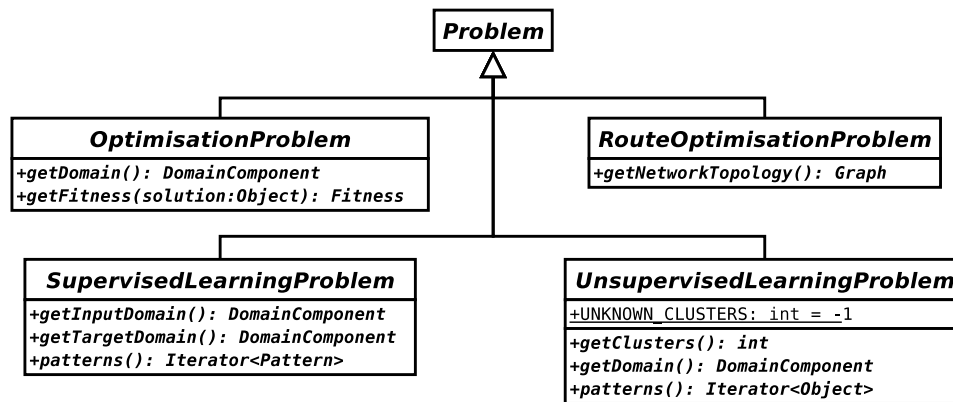 Problem
OptimisationProblem
+getDomain(): DomainComponent
+getFitness(solution:Object): Fitness
RouteOptimisationProblem
+getNetworkTopology(): Graph
SupervisedLearningProblem
+getInputDomain(): DomainComponent
+getTargetDomain(): DomainComponent
+patterns(): Iterator<Pattern>
UnsupervisedLearningProblem
+UNKNOWN_CLUSTERS: int = -1
+getClusters(): int
+getDomain(): DomainComponent
+patterns(): Iterator<Object>